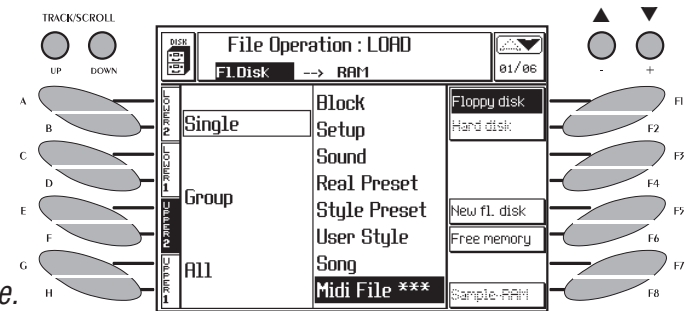 TRACK/SCROLL
UP DOWN
- +
DISK
File Operation : LOAD
Fl.Disk --> RAM
01/06
A
B
C
D
E
F
G
H
LOWER 2
LOWER 1
UPPER 2
UPPER 1
Single
Group
All
Block
Setup
Sound
Real Preset
Style Preset
User Style
Song
Midi File ***
Floppy disk
Hard disk
New fl. disk
Free memory
Sample-RAM
F1
F2
F3
F4
F5
F6
F7
F8
e.